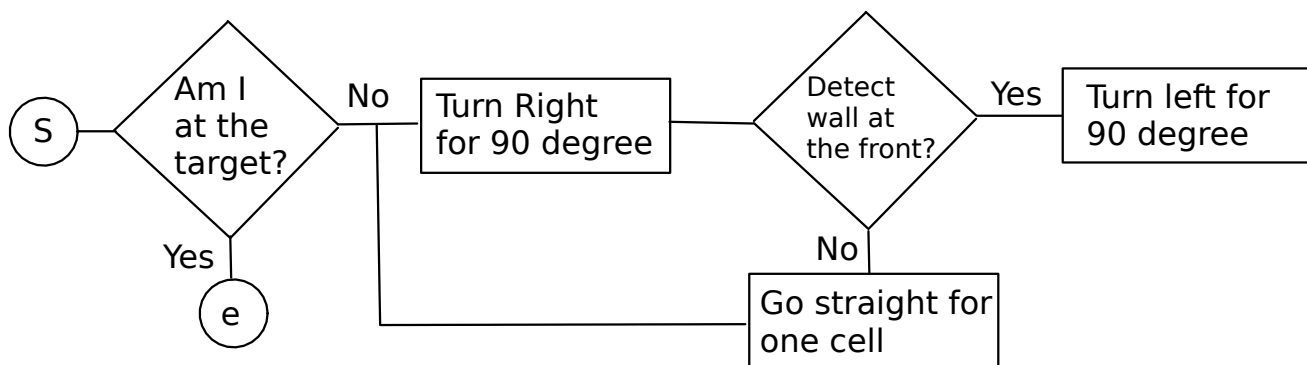 S
Am I
at the
target?
No
Turn Right
for 90 degree
Detect
wall at
the front?
Yes
Turn left for
90 degree
Yes
e
No
Go straight for
one cell